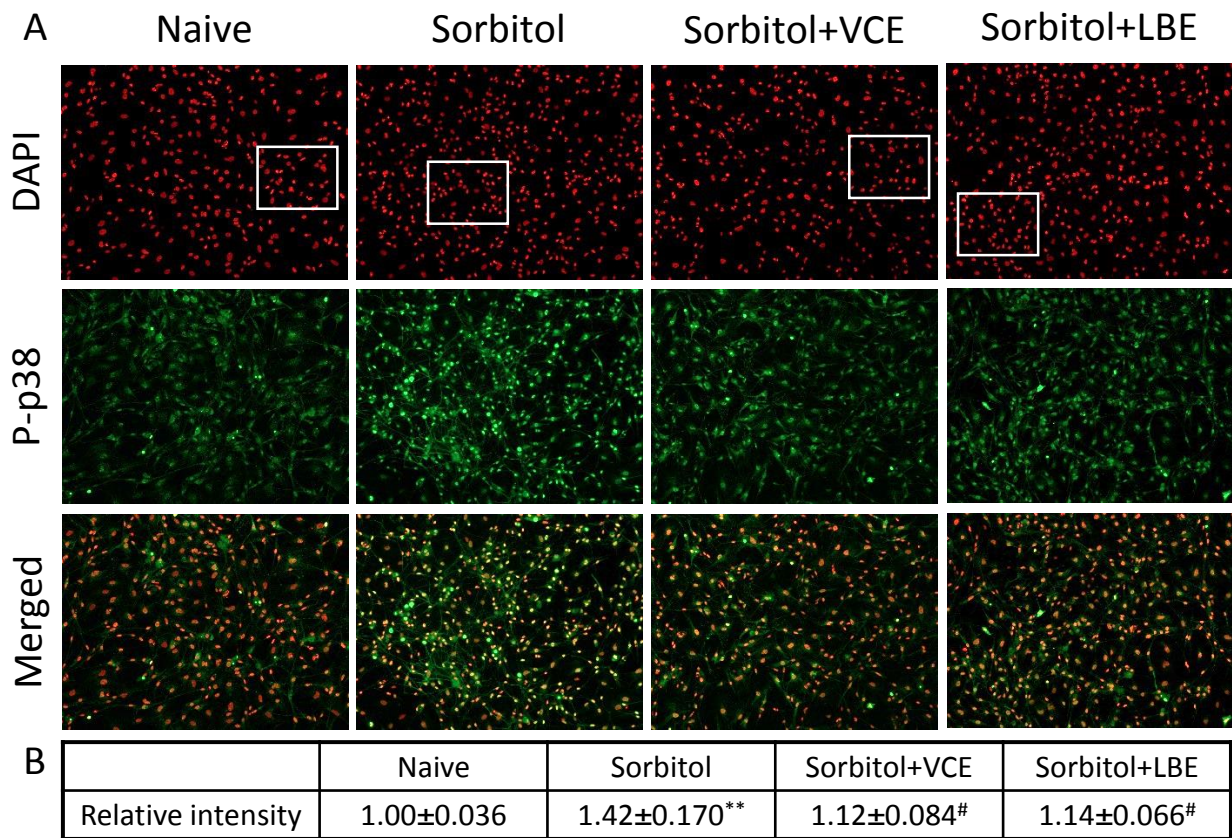 A
Naive Sorbitol Sorbitol+VCE Sorbitol+LBE
DAPI
P-p38
Merged
B
Naive Sorbitol Sorbitol+VCE Sorbitol+LBE
Relative intensity 1.00±0.036 1.42±0.170** 1.12±0.084# 1.14±0.066#